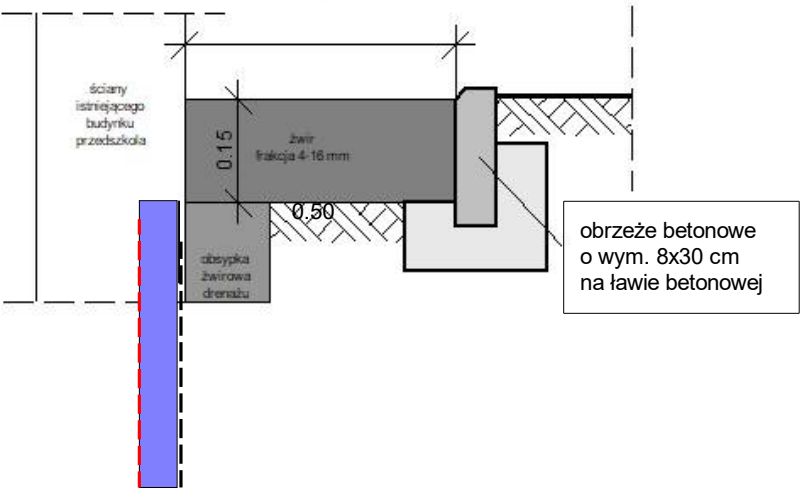 ściany
istniejącego
budynku
przedszkola
0.15
żwir
frakcja 4-16 mm
0.50
obsypka
żwirowa
drenażu
obrzeże betonowe
o wym. 8x30 cm
na ławie betonowej